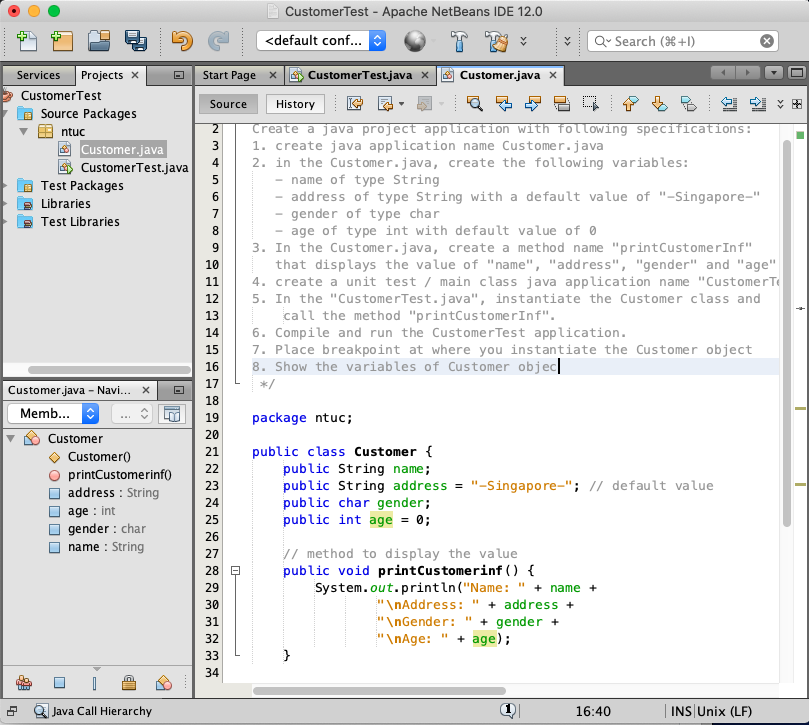 CustomerTest - Apache NetBeans IDE 12.0
<default conf...
Search (⌘+I)
Services
Projects
Start Page
CustomerTest.java
Customer.java
CustomerTest
Source Packages
ntuc
Customer.java
CustomerTest.java
Test Packages
Libraries
Test Libraries
Source
History
2 Create a java project application with following specifications:
3 1. create java application name Customer.java
4 2. in the Customer.java, create the following variables:
5 - name of type String
6 - address of type String with a default value of "-Singapore-"
7 - gender of type char
8 - age of type int with default value of 0
9 3. In the Customer.java, create a method name "printCustomerInf"
10 that displays the value of "name", "address", "gender" and "age"
11 4. create a unit test / main class java application name "CustomerTe
12 5. In the "CustomerTest.java", instantiate the Customer class and
13 call the method "printCustomerInf".
14 6. Compile and run the CustomerTest application.
15 7. Place breakpoint at where you instantiate the Customer object
16 8. Show the variables of Customer objec
17 */
18
19 package ntuc;
20
21 public class Customer {
22 public String name;
23 public String address = "-Singapore-"; // default value
24 public char gender;
25 public int age = 0;
26
27 // method to display the value
28 public void printCustomerinf() {
29 System.out.println("Name: " + name +
30 "\nAddress: " + address +
31 "\nGender: " + gender +
32 "\nAge: " + age);
33 }
34
Customer.java - Navi...
Memb...
...
Customer
Customer()
printCustomerinf()
address : String
age : int
gender : char
name : String
Java Call Hierarchy
1
16:40
INS
Unix (LF)